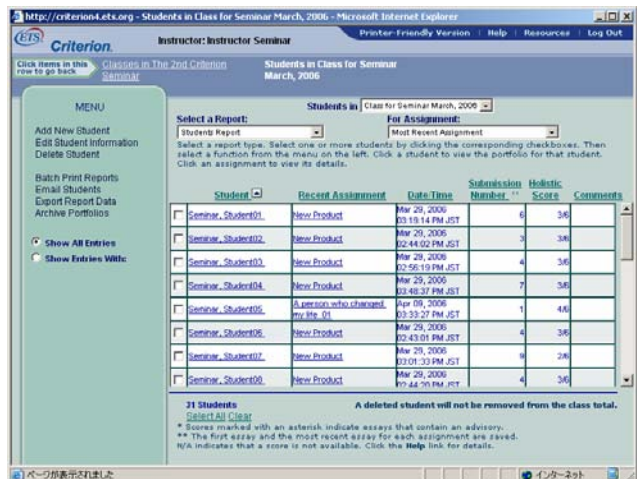 http://criterion4.ets.org - Students in Class for Seminar March, 2006 - Microsoft Internet Explorer
ETS Criterion.
Instructor: Instructor Seminar
Printer-Friendly Version | Help | Resources | Log Out
Click items in this row to go back
Classes in The 2nd Criterion Seminar
Students in Class for Seminar March, 2006
MENU
Add New Student
Edit Student Information
Delete Student
Batch Print Reports
Email Students
Export Report Data
Archive Portfolios
Show All Entries
Show Entries With:
Students in Class for Seminar March, 2006
Select a Report: For Assignment:
Students Report Most Recent Assignment
Select a report type. Select one or more students by clicking the corresponding checkboxes. Then
select a function from the menu on the left. Click a student to view the portfolio for that student.
Click an assignment to view its details.
Student Recent Assignment Date/Time Submission Number ** Holistic Score Comments
Seminar, Student01 New Product Mar 29, 2006 03:19:14 PM JST 6 3/6
Seminar, Student02 New Product Mar 29, 2006 02:44:02 PM JST 3 3/6
Seminar, Student03 New Product Mar 29, 2006 02:56:19 PM JST 4 3/6
Seminar, Student04 New Product Mar 29, 2006 03:48:37 PM JST 7 3/6
Seminar, Student05 A person who changed my life_01 Apr 09, 2006 03:33:27 PM JST 1 4/6
Seminar, Student06 New Product Mar 29, 2006 02:43:01 PM JST 4 3/6
Seminar, Student07 New Product Mar 29, 2006 03:01:33 PM JST 9 2/6
Seminar, Student08 New Product Mar 29, 2006 02:44:20 PM JST 4 3/6
31 Students A deleted student will not be removed from the class total.
Select All Clear
* Scores marked with an asterisk indicate essays that contain an advisory.
** The first essay and the most recent essay for each assignment are saved.
N/A indicates that a score is not available. Click the Help link for details.
ページが表示されました インターネット